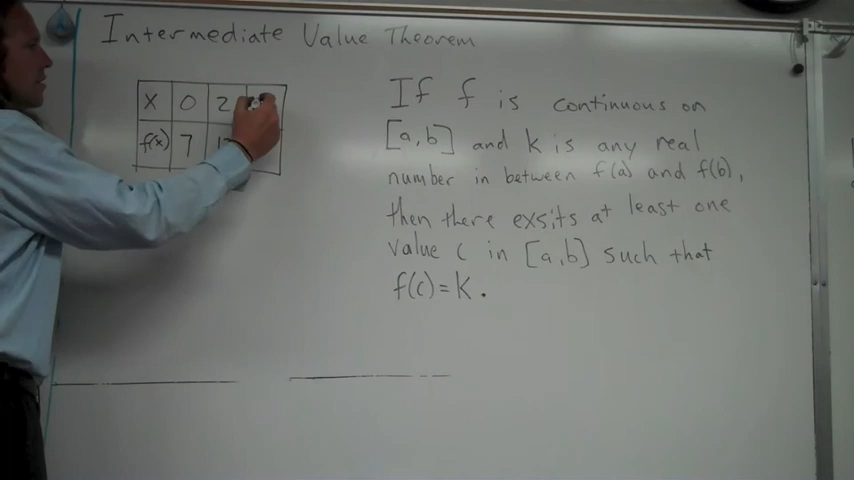 Intermediate Value Theorem
x 0 2
f(x) 7
If f is continuous on
[a,b] and k is any real
number in between f(a) and f(b),
then there exsits at least one
value c in [a,b] such that
f(c)=k.